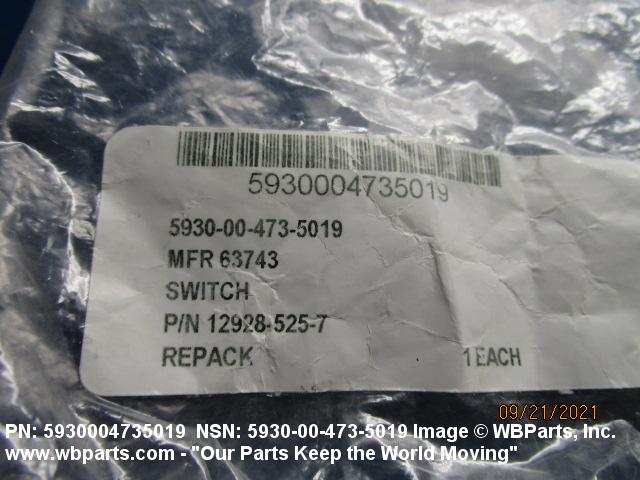 5930004735019
5930-00-473-5019
MFR 63743
SWITCH
P/N 12928-525-7
REPACK 1 EACH
09/21/2021
PN: 5930004735019 NSN: 5930-00-473-5019 Image © WBParts, Inc.
www.wbparts.com - "Our Parts Keep the World Moving"